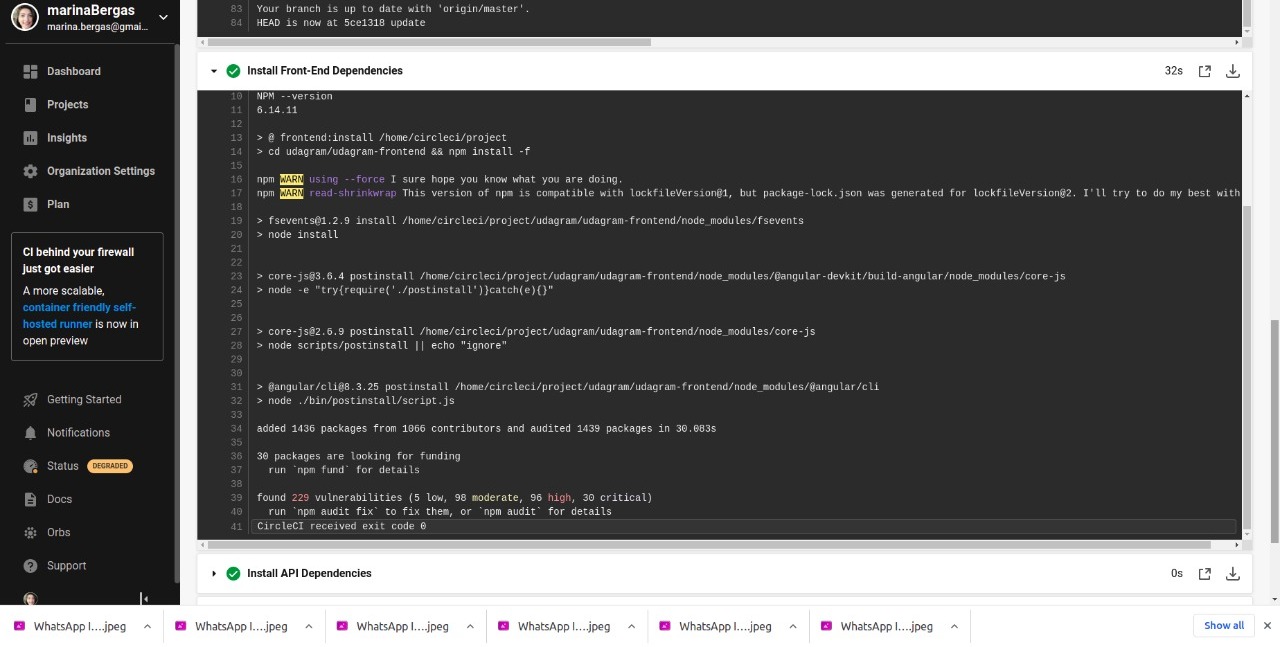 marinaBergas
marina.bergas@gmai...
Dashboard
Projects
Insights
Organization Settings
Plan
CI behind your firewall
just got easier
A more scalable,
container friendly self-
hosted runner is now in
open preview
Getting Started
Notifications
Status DEGRADED
Docs
Orbs
Support
83 Your branch is up to date with 'origin/master'.
84 HEAD is now at 5ce1318 update
Install Front-End Dependencies 32s
10 NPM --version
11 6.14.11
12
13 > @ frontend:install /home/circleci/project
14 > cd udagram/udagram-frontend && npm install -f
15
16 npm WARN using --force I sure hope you know what you are doing.
17 npm WARN read-shrinkwrap This version of npm is compatible with lockfileVersion@1, but package-lock.json was generated for lockfileVersion@2. I'll try to do my best with
18
19 > fsevents@1.2.9 install /home/circleci/project/udagram/udagram-frontend/node_modules/fsevents
20 > node install
21
22
23 > core-js@3.6.4 postinstall /home/circleci/project/udagram/udagram-frontend/node_modules/@angular-devkit/build-angular/node_modules/core-js
24 > node -e "try{require('./postinstall')}catch(e){}"
25
26
27 > core-js@2.6.9 postinstall /home/circleci/project/udagram/udagram-frontend/node_modules/core-js
28 > node scripts/postinstall || echo "ignore"
29
30
31 > @angular/cli@8.3.25 postinstall /home/circleci/project/udagram/udagram-frontend/node_modules/@angular/cli
32 > node ./bin/postinstall/script.js
33
34 added 1436 packages from 1066 contributors and audited 1439 packages in 30.083s
35
36 30 packages are looking for funding
37 run `npm fund` for details
38
39 found 229 vulnerabilities (5 low, 98 moderate, 96 high, 30 critical)
40 run `npm audit fix` to fix them, or `npm audit` for details
41 CircleCI received exit code 0
Install API Dependencies 0s
WhatsApp I....jpeg WhatsApp I....jpeg WhatsApp I....jpeg WhatsApp I....jpeg WhatsApp I....jpeg WhatsApp I....jpeg Show all